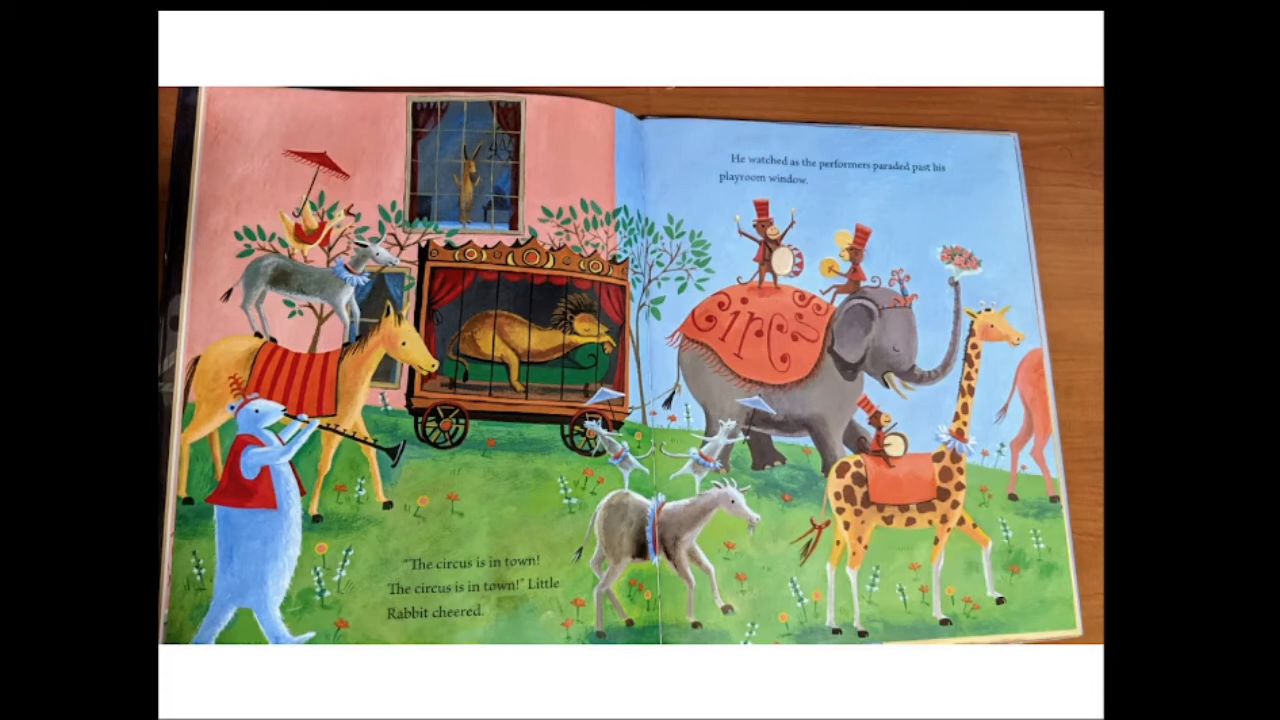 "The circus is in town!
The circus is in town!" Little
Rabbit cheered.
He watched as the performers paraded past his
playroom window.
Circus